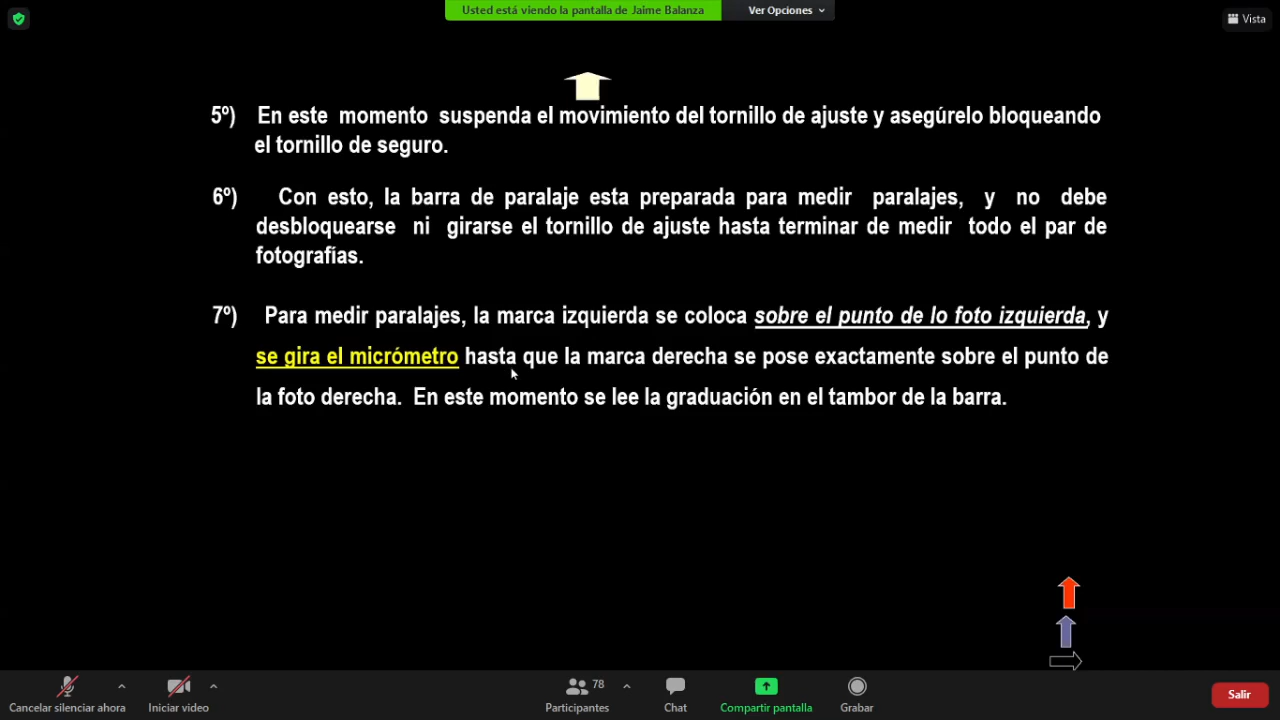 Usted está viendo la pantalla de Jaime Balanza
Ver Opciones
Vista
5º) En este momento suspenda el movimiento del tornillo de ajuste y asegúrelo bloqueando
el tornillo de seguro.
6º) Con esto, la barra de paralaje esta preparada para medir paralajes, y no debe
desbloquearse ni girarse el tornillo de ajuste hasta terminar de medir todo el par de
fotografías.
7º) Para medir paralajes, la marca izquierda se coloca sobre el punto de lo foto izquierda, y
se gira el micrómetro hasta que la marca derecha se pose exactamente sobre el punto de
la foto derecha. En este momento se lee la graduación en el tambor de la barra.
78
Cancelar silenciar ahora
Iniciar video
Participantes
Chat
Compartir pantalla
Grabar
Salir